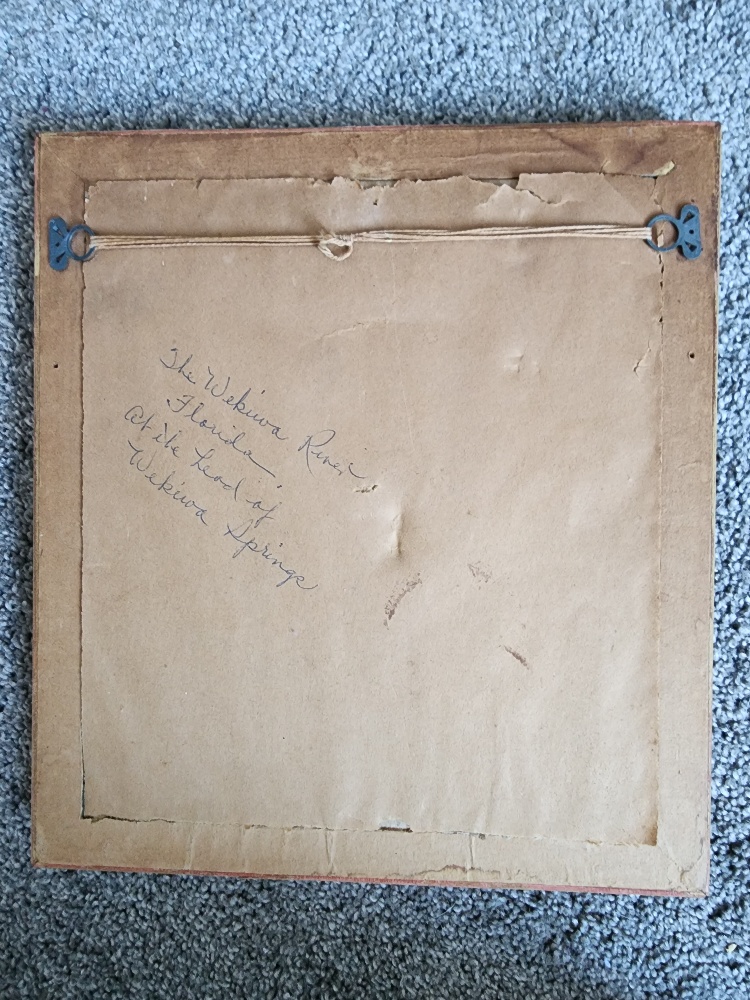 The Wekiwa River,
Florida,
At the head of
Wekiwa Springs